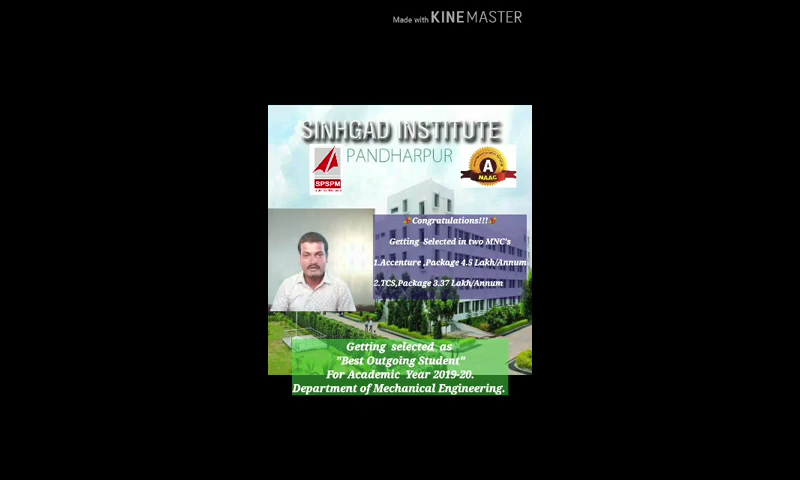 Made with KINEMASTER
SINHGAD INSTITUTE
PANDHARPUR
SPSPM
A
NAAC
Congratulations!!!
Getting Selected in two MNC's
1.Accenture ,Package 4.5 Lakh/Annum
2.TCS,Package 3.37 Lakh/Annum
Getting selected as
"Best Outgoing Student"
For Academic Year 2019-20.
Department of Mechanical Engineering.